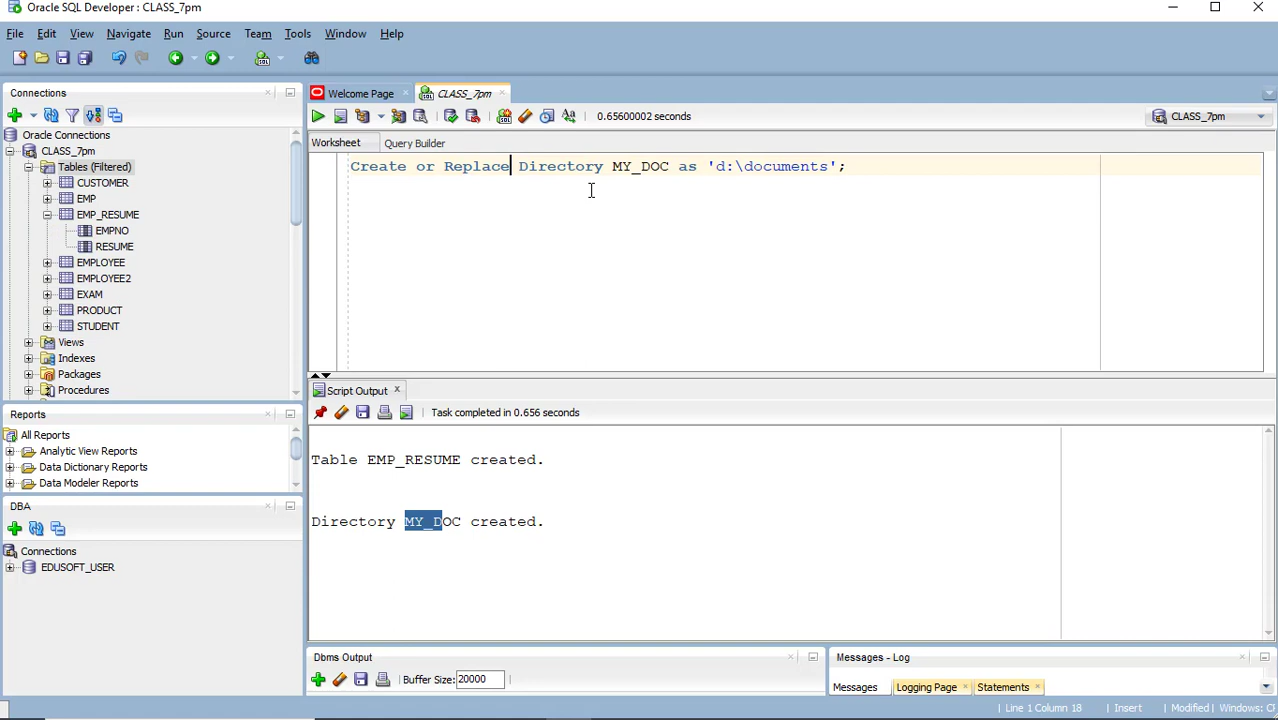 Oracle SQL Developer : CLASS_7pm
File Edit View Navigate Run Source Team Tools Window Help
Connections
Oracle Connections
CLASS_7pm
Tables (Filtered)
CUSTOMER
EMP
EMP_RESUME
EMPNO
RESUME
EMPLOYEE
EMPLOYEE2
EXAM
PRODUCT
STUDENT
Views
Indexes
Packages
Procedures
Reports
All Reports
Analytic View Reports
Data Dictionary Reports
Data Modeler Reports
DBA
Connections
EDUSOFT_USER
Welcome Page CLASS_7pm
0.65600002 seconds CLASS_7pm
Worksheet Query Builder
Create or Replace Directory MY_DOC as 'd:\documents';
Script Output
Task completed in 0.656 seconds
Table EMP_RESUME created.
Directory MY_DOC created.
Dbms Output
Buffer Size: 20000
Messages - Log
Messages Logging Page Statements
Line 1 Column 18 Insert Modified Windows: